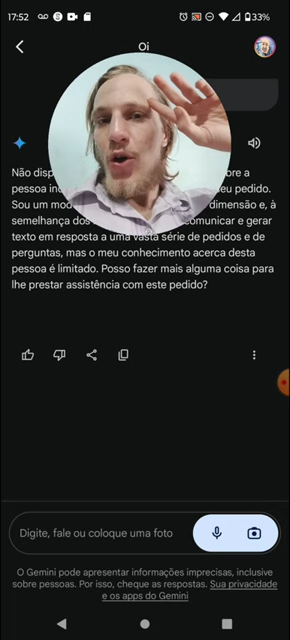 17:52
33%
Oi
Não disp bre a
pessoa in eu pedido.
Sou um mod dimensão e, à
semelhança dos comunicar e gerar
texto em resposta a uma vasta série de pedidos e de
perguntas, mas o meu conhecimento acerca desta
pessoa é limitado. Posso fazer mais alguma coisa para
lhe prestar assistência com este pedido?
Digite, fale ou coloque uma foto
O Gemini pode apresentar informações imprecisas, inclusive
sobre pessoas. Por isso, cheque as respostas. Sua privacidade
e os apps do Gemini